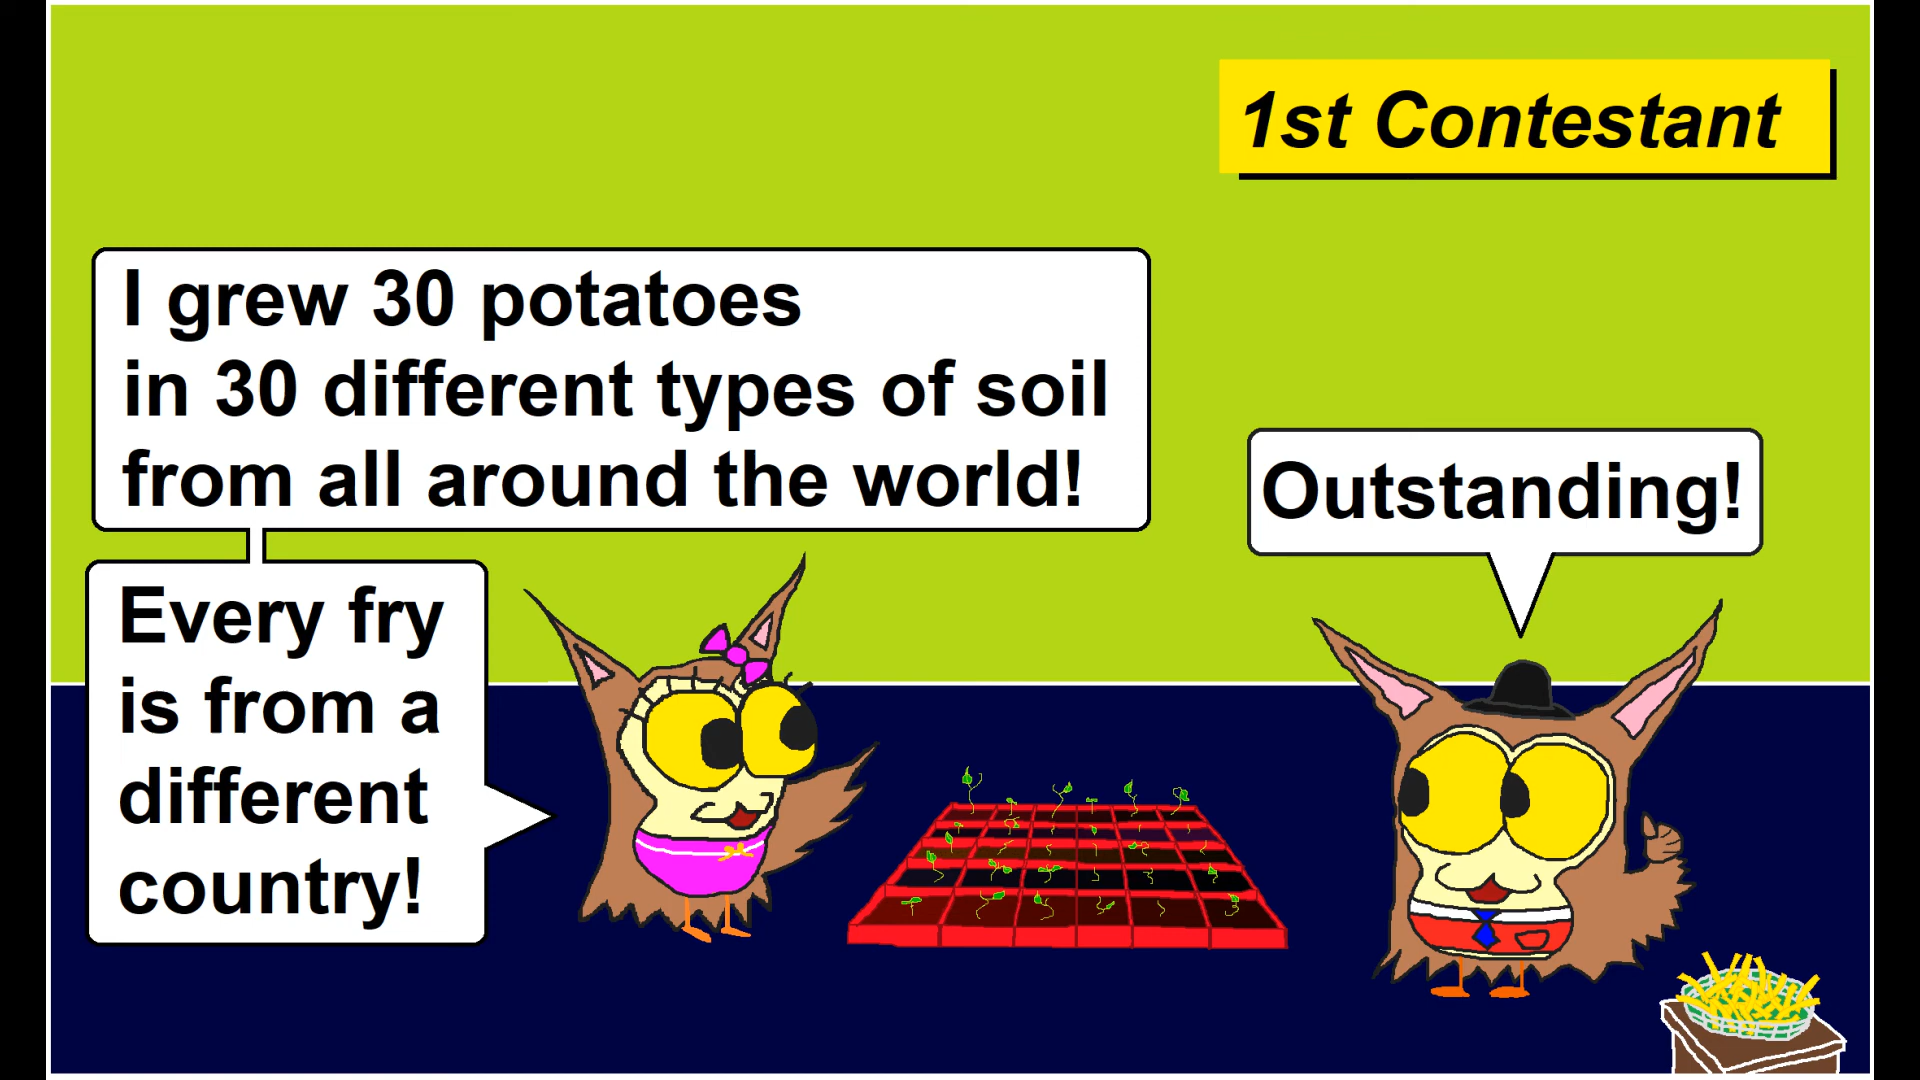 1st Contestant
I grew 30 potatoes
in 30 different types of soil
from all around the world!
Every fry
is from a
different
country!
Outstanding!